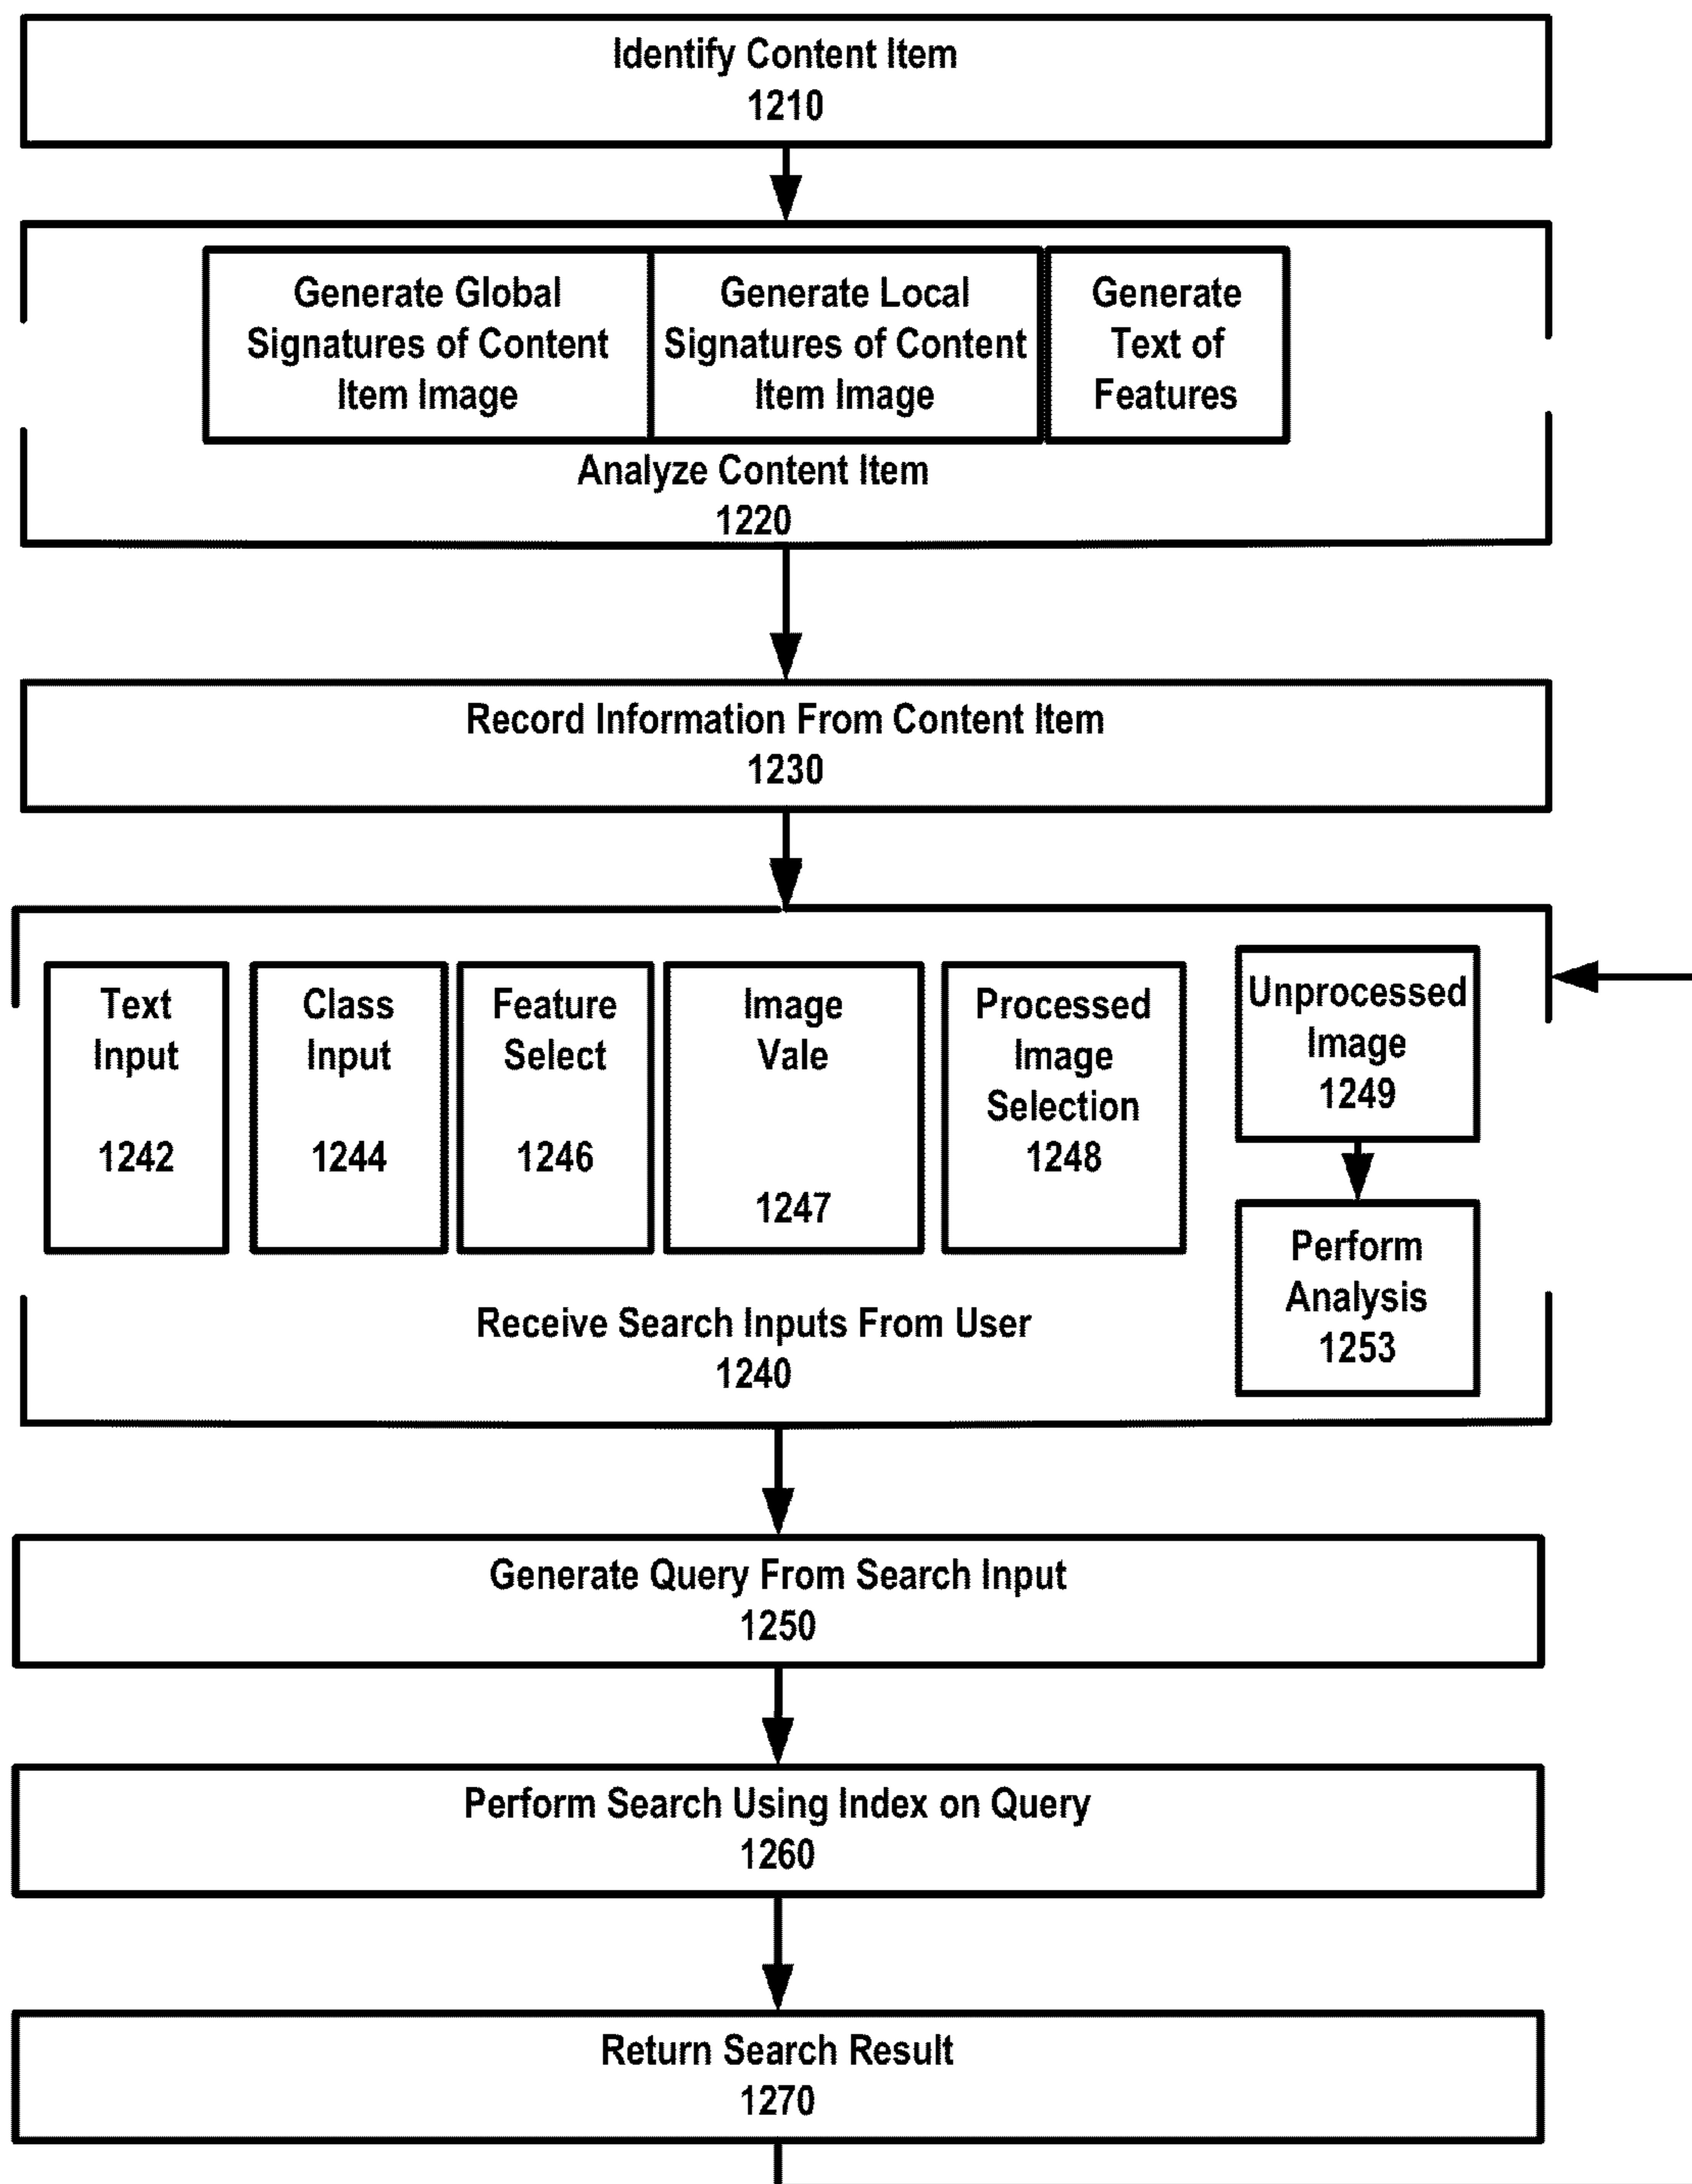 Identify Content Item
1210
Generate Global
Signatures of Content
Item Image
Generate Local
Signatures of Content
Item Image
Generate
Text of
Features
Analyze Content Item
1220
Record Information From Content Item
1230
Text
Input
1242
Class
Input
1244
Feature
Select
1246
Image
Vale
1247
Processed
Image
Selection
1248
Unprocessed
Image
1249
Perform
Analysis
1253
Receive Search Inputs From User
1240
Generate Query From Search Input
1250
Perform Search Using Index on Query
1260
Return Search Result
1270